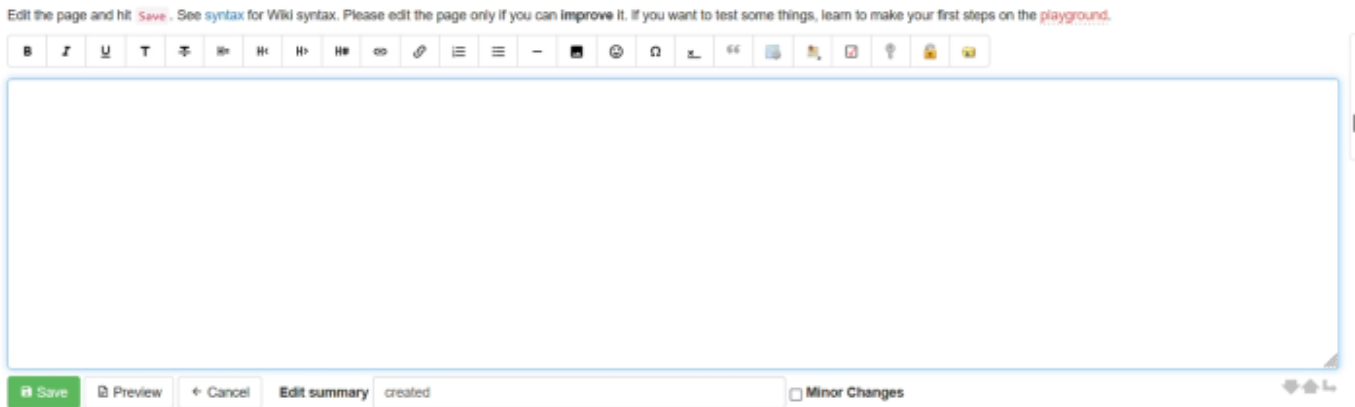 Edit the page and hit Save . See syntax for Wiki syntax. Please edit the page only if you can improve it. If you want to test some things, learn to make your first steps on the playground.
B I U T T H= H< H> H# Ω “
Save Preview ← Cancel Edit summary created Minor Changes